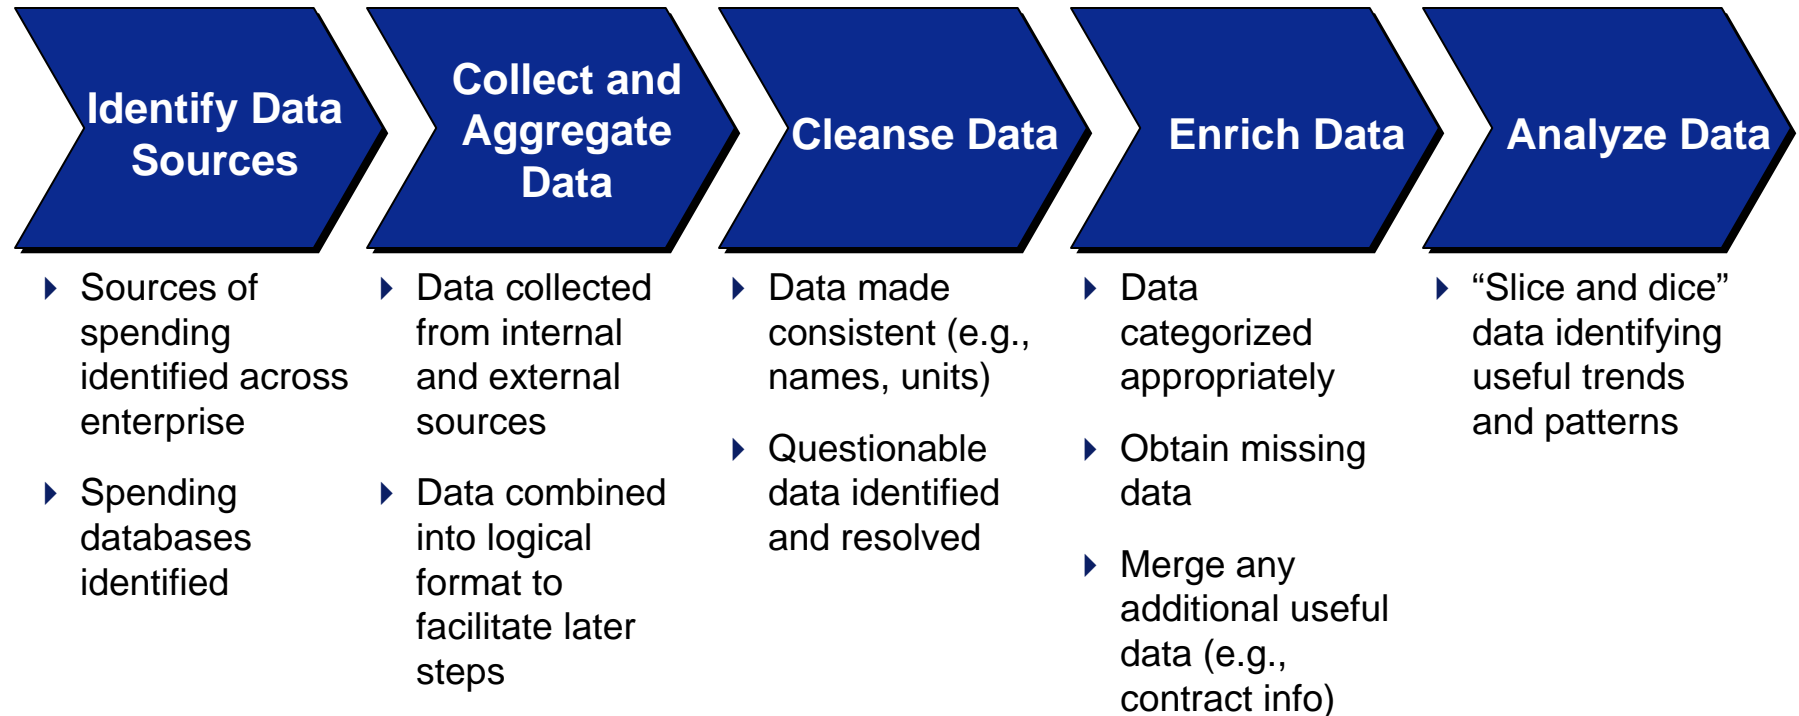 Identify Data
Sources
Collect and
Aggregate
Data
Cleanse Data
Enrich Data
Analyze Data
Sources of
spending
identified across
enterprise
Spending
databases
identified
Data collected
from internal
and external
sources
Data combined
into logical
format to
facilitate later
steps
Data made
consistent (e.g.,
names, units)
Questionable
data identified
and resolved
Data
categorized
appropriately
Obtain missing
data
Merge any
additional useful
data (e.g.,
contract info)
“Slice and dice”
data identifying
useful trends
and patterns